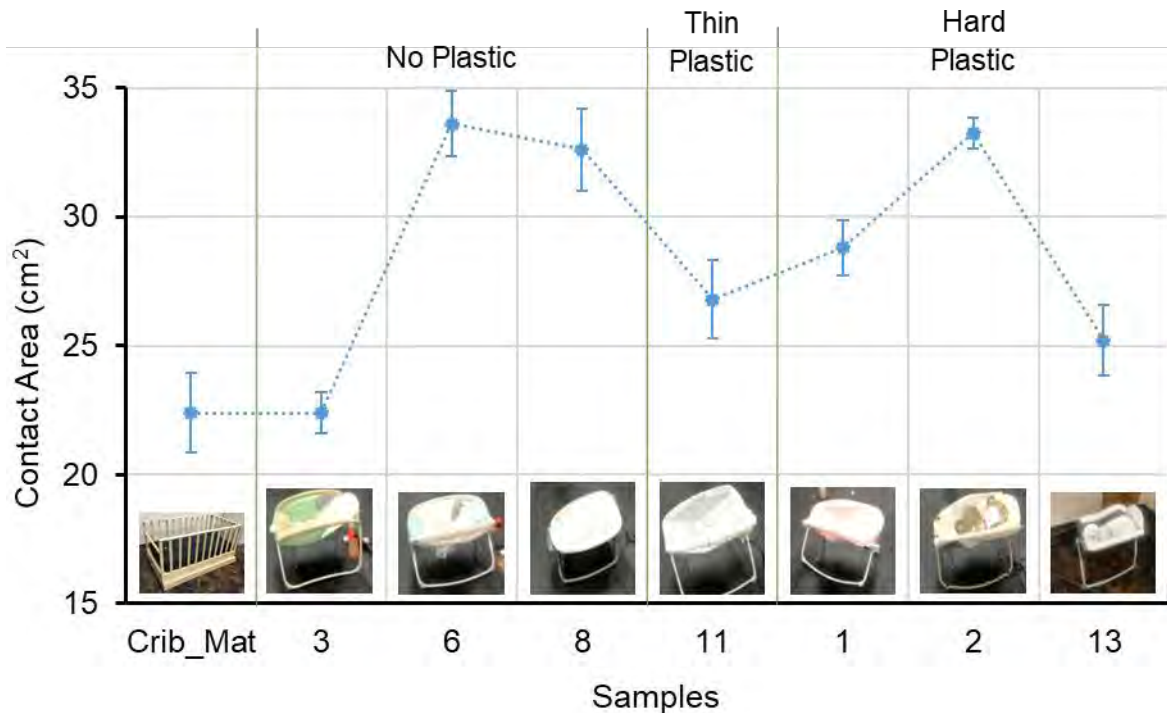 No Plastic
Thin
Plastic
Hard
Plastic
Contact Area (cm²)
35
30
25
20
15
Crib_Mat 3 6 8 11 1 2 13
Samples